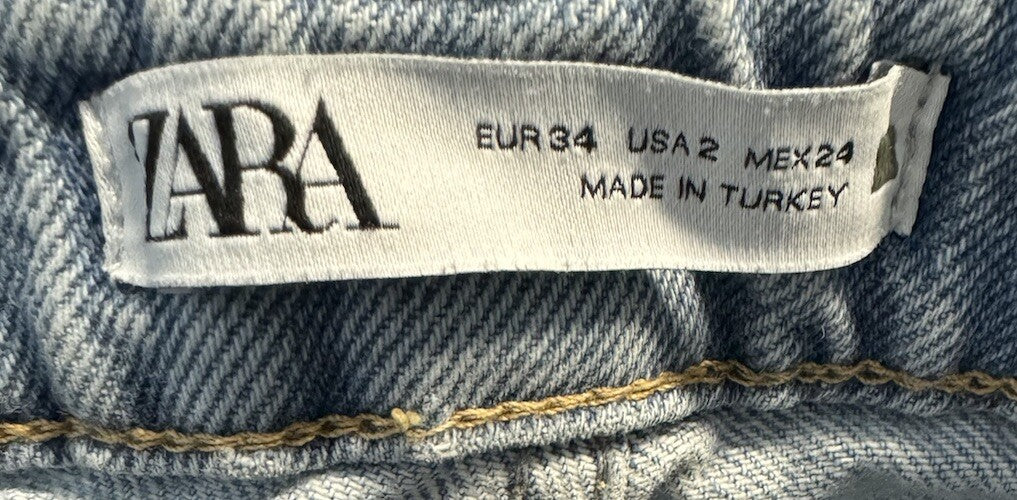 ZARA
EUR 34 USA 2 MEX 24
MADE IN TURKEY